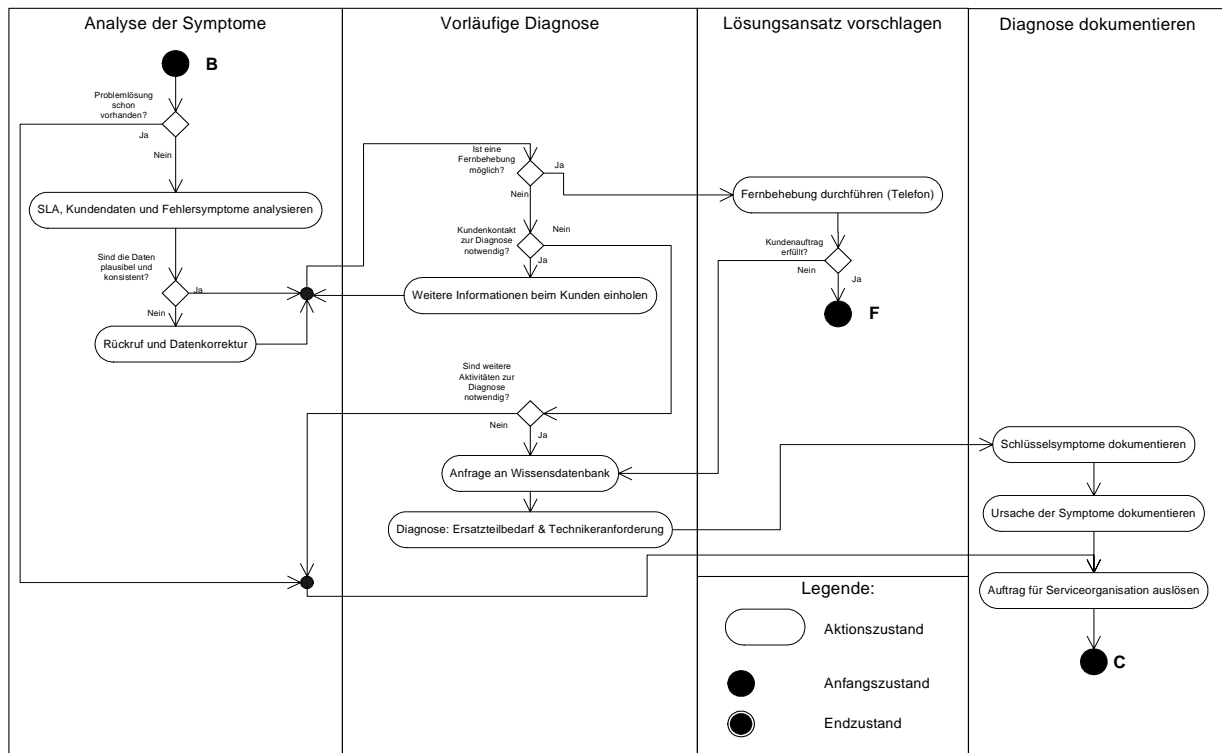 Analyse der Symptome
B
Problemlösung
schon
vorhanden?
Ja
Nein
SLA, Kundendaten und Fehlersymptome analysieren
Sind die Daten
plausibel und
konsistent?
Ja
Nein
Rückruf und Datenkorrektur
Vorläufige Diagnose
Ist eine
Fernbehebung
möglich?
Ja
Nein
Kundenkontakt
zur Diagnose
notwendig?
Nein
Ja
Weitere Informationen beim Kunden einholen
Sind weitere
Aktivitäten zur
Diagnose
notwendig?
Nein
Ja
Anfrage an Wissensdatenbank
Diagnose: Ersatzteilbedarf & Technikeranforderung
Lösungsansatz vorschlagen
Fernbehebung durchführen (Telefon)
Kundenauftrag
erfüllt?
Nein
Ja
F
Legende:
Aktionszustand
Anfangszustand
Endzustand
Diagnose dokumentieren
Schlüsselsymptome dokumentieren
Ursache der Symptome dokumentieren
Auftrag für Serviceorganisation auslösen
C